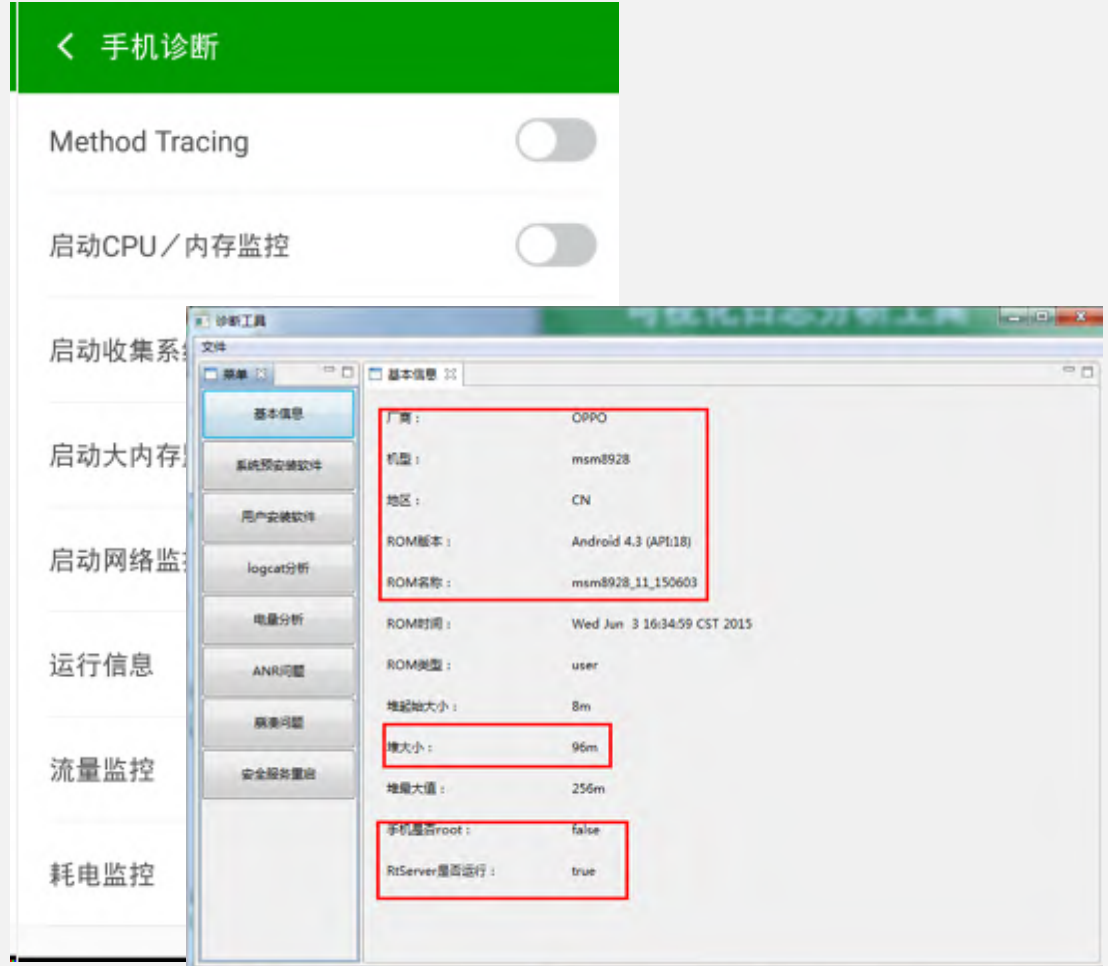 手机诊断
Method Tracing
启动CPU／内存监控
启动收集系
启动大内存
启动网络监
运行信息
流量监控
耗电监控
诊断工具
文件
菜单
基本信息
系统预安装软件
用户安装软件
logcat分析
电量分析
ANR问题
崩溃问题
安全服务重启
基本信息
厂商： OPPO
机型： msm8928
地区： CN
ROM版本： Android 4.3 (API:18)
ROM名称： msm8928_11_150603
ROM时间： Wed Jun 3 16:34:59 CST 2015
ROM类型： user
堆起始大小： 8m
堆大小： 96m
堆最大值： 256m
手机是否root： false
RtServer是否运行： true